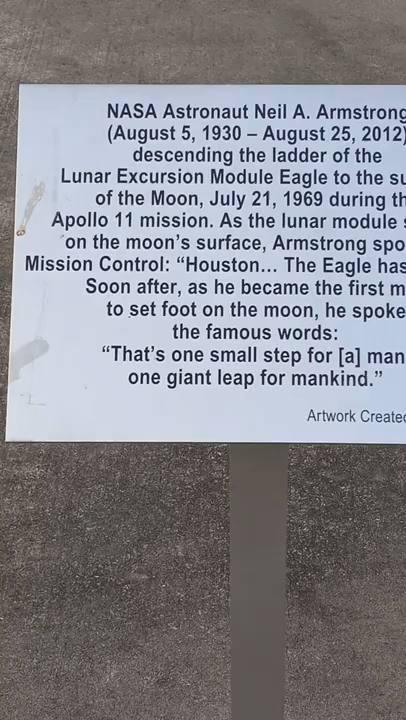 NASA Astronaut Neil A. Armstrong
(August 5, 1930 – August 25, 2012)
descending the ladder of the
Lunar Excursion Module Eagle to the su
of the Moon, July 21, 1969 during th
Apollo 11 mission. As the lunar module s
on the moon's surface, Armstrong spo
Mission Control: “Houston... The Eagle has
Soon after, as he became the first m
to set foot on the moon, he spoke
the famous words:
“That's one small step for [a] man
one giant leap for mankind.”
Artwork Created